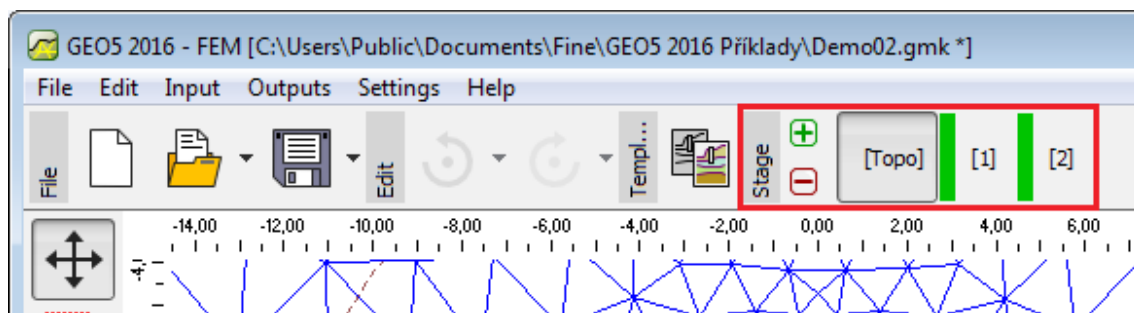 GEO5 2016 - FEM [C:\Users\Public\Documents\Fine\GEO5 2016 Příklady\Demo02.gmk *]
File Edit Input Outputs Settings Help
File Edit Templ... Stage [Topo] [1] [2]
-14,00 -12,00 -10,00 -8,00 -6,00 -4,00 -2,00 0,00 2,00 4,00 6,00